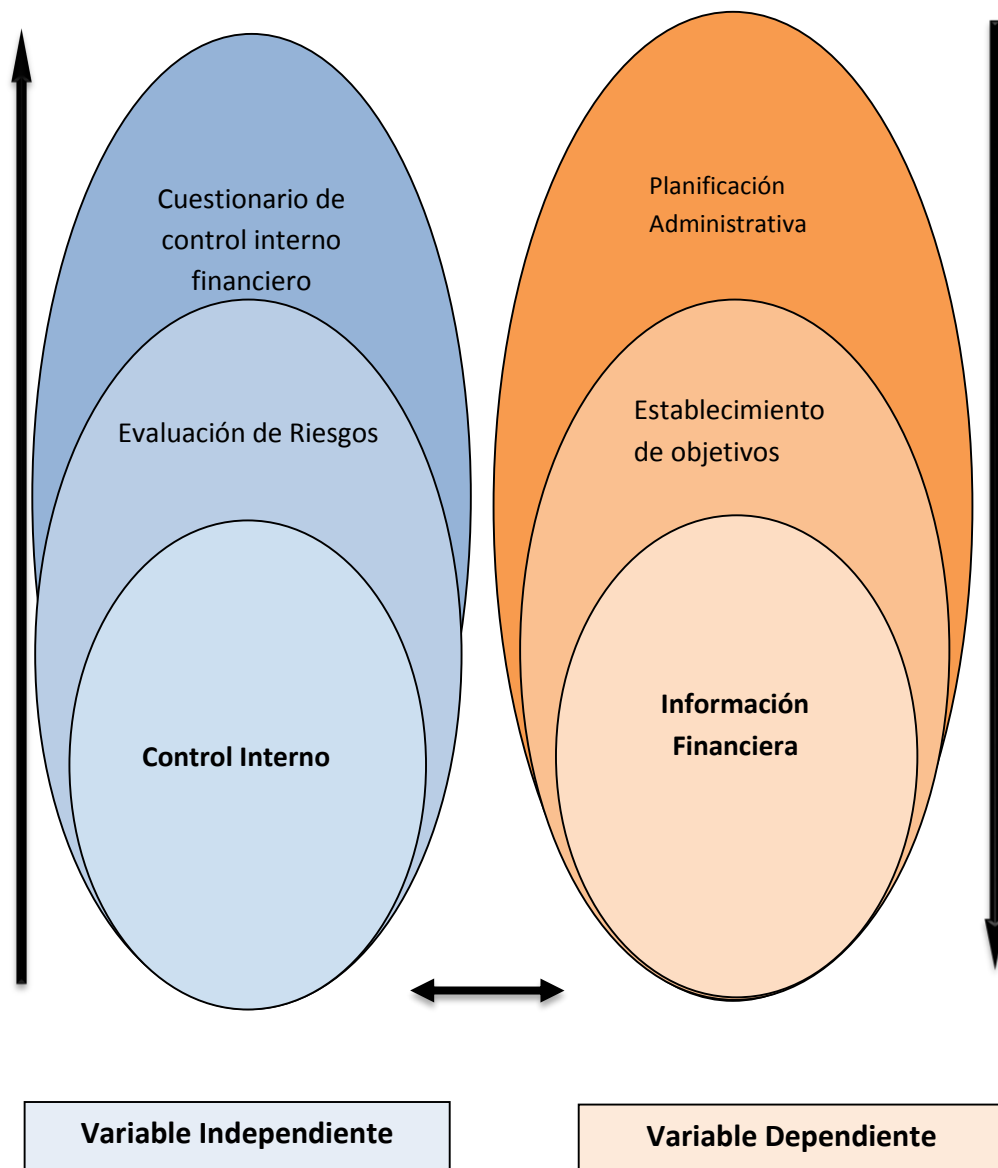 Cuestionario de
control interno
financiero
Evaluación de Riesgos
Control Interno
Planificación
Administrativa
Establecimiento
de objetivos
Información
Financiera
Variable Independiente
Variable Dependiente